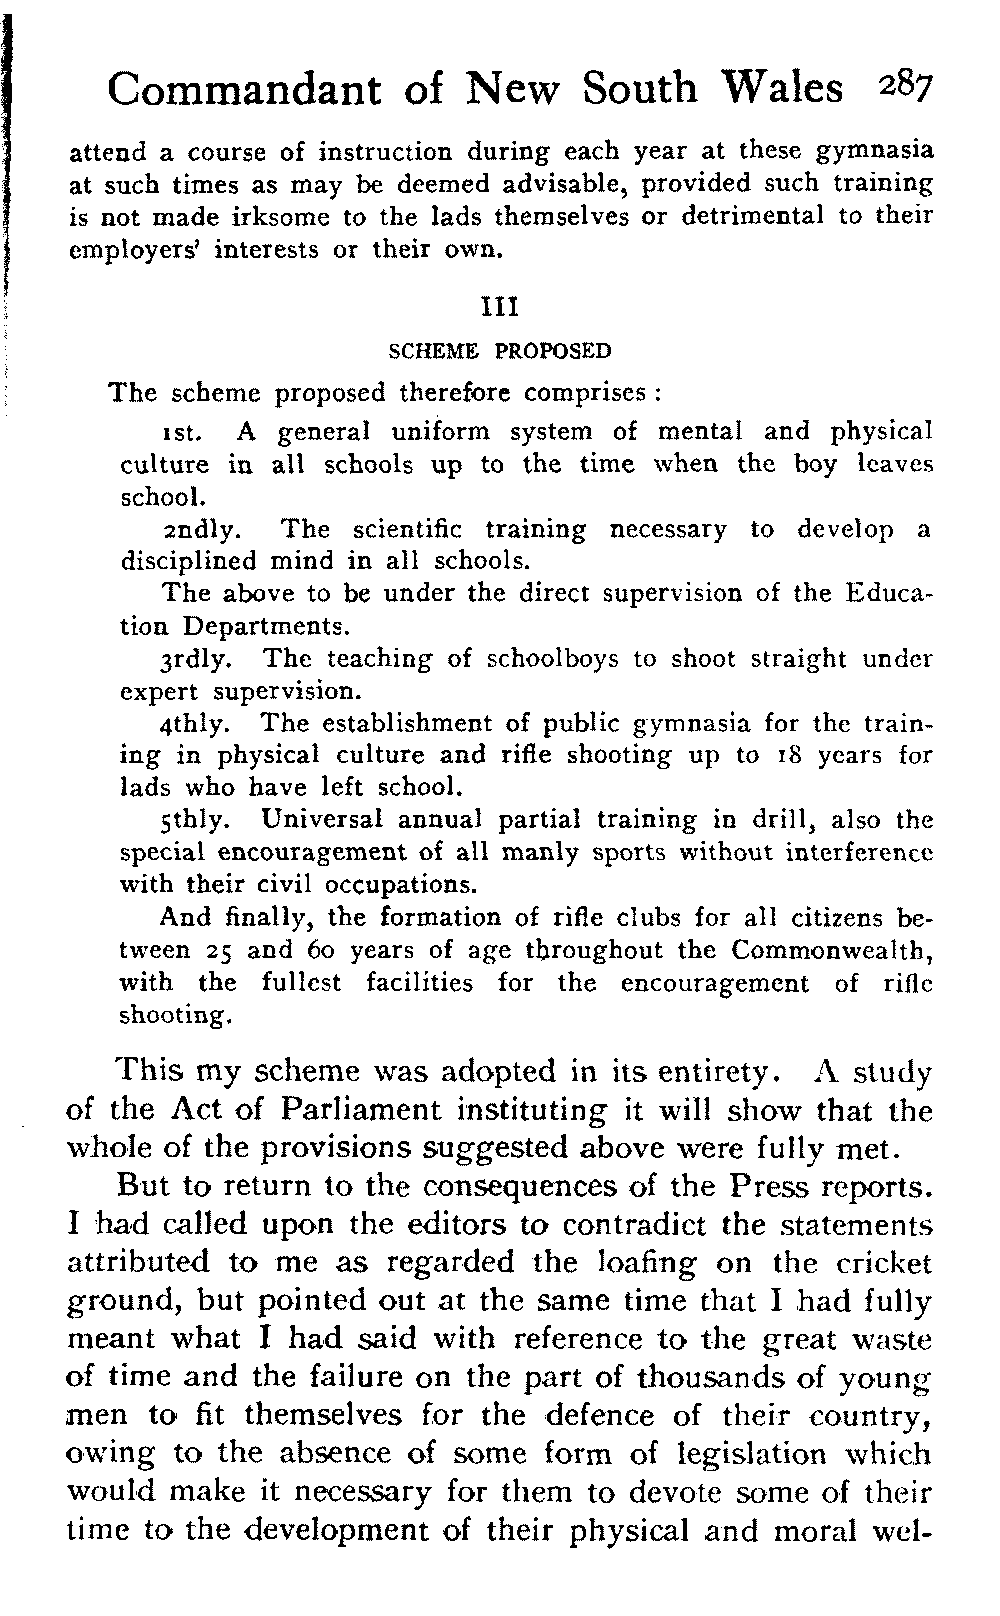 Commandant of New South Wales 287
attend a course of instruction during each year at these gymnasia
at such times as may be deemed advisable, provided such training
is not made irksome to the lads themselves or detrimental to their
employers' interests or their own.
III
SCHEME PROPOSED
The scheme proposed therefore comprises :
1st. A general uniform system of mental and physical
culture in all schools up to the time when the boy leaves
school.
2ndly. The scientific training necessary to develop a
disciplined mind in all schools.
The above to be under the direct supervision of the Educa-
tion Departments.
3rdly. The teaching of schoolboys to shoot straight under
expert supervision.
4thly. The establishment of public gymnasia for the train-
ing in physical culture and rifle shooting up to 18 years for
lads who have left school.
5thly. Universal annual partial training in drill, also the
special encouragement of all manly sports without interference
with their civil occupations.
And finally, the formation of rifle clubs for all citizens be-
tween 25 and 60 years of age throughout the Commonwealth,
with the fullest facilities for the encouragement of rifle
shooting.
This my scheme was adopted in its entirety. A study
of the Act of Parliament instituting it will show that the
whole of the provisions suggested above were fully met.
But to return to the consequences of the Press reports.
I had called upon the editors to contradict the statements
attributed to me as regarded the loafing on the cricket
ground, but pointed out at the same time that I had fully
meant what I had said with reference to the great waste
of time and the failure on the part of thousands of young
men to fit themselves for the defence of their country,
owing to the absence of some form of legislation which
would make it necessary for them to devote some of their
time to the development of their physical and moral wel-